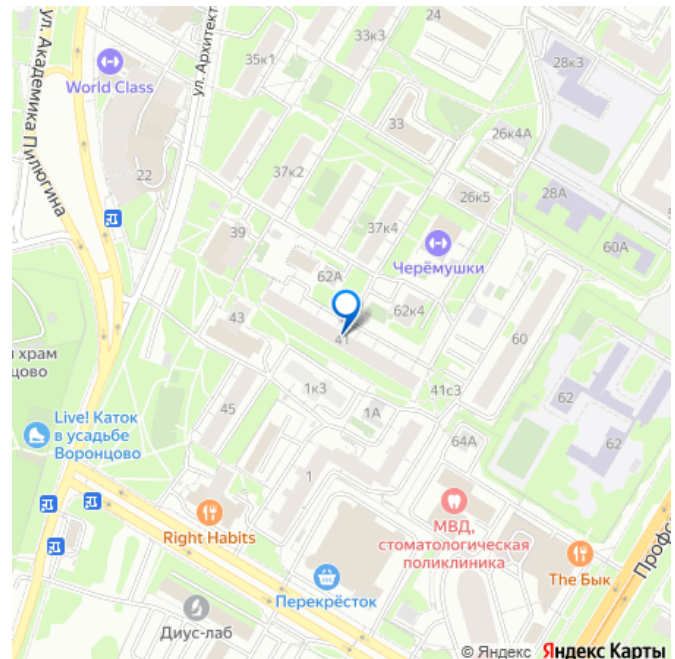 24
33к3
35к1
28к3
World Class
ул. Архитект
ул. Академика Пилюгина
33
26к4А
22
37к2
26к5
28А
37к4
39
60А
Черёмушки
62А
62к4
43
41
60
храм
цово
1к3
41с3
45
1А
62
Live! Каток
в усадьбе
Воронцово
64А
62
1
Right Habits
МВД,
стоматологическая
поликлиника
The Бык
Профс
Перекрёсток
Диус-лаб
© Яндекс Яндекс Карты